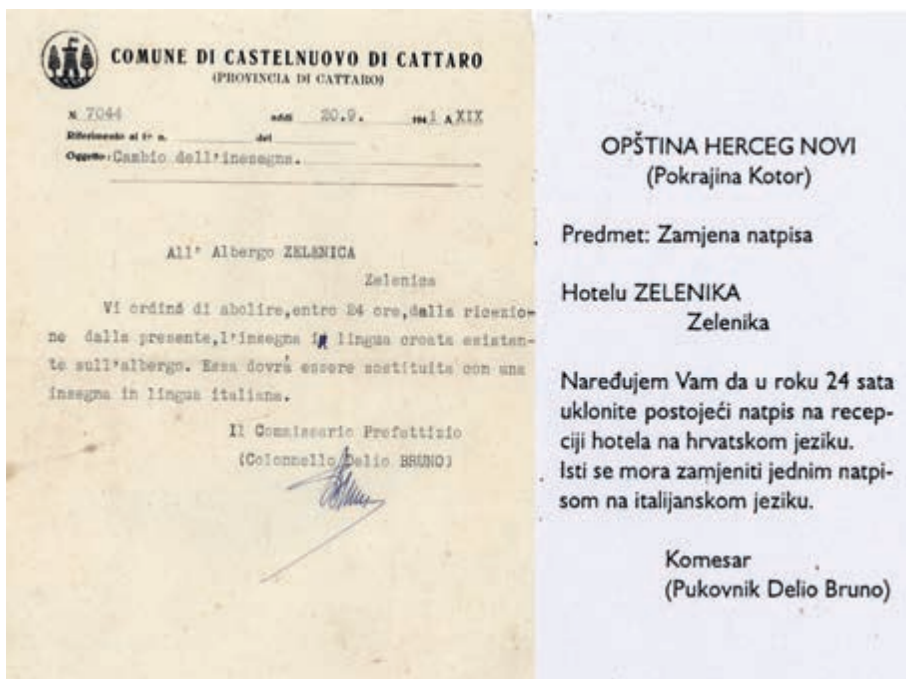 COMUNE DI CASTELNUOVO DI CATTARO
(PROVINCIA DI CATTARO)
N. 7044 addì 20.9. 1941 A XIX
Riferimento al f° n. del
Oggetto: Cambio dell'inesegna.
All' Albergo ZELENICA
Zelenica
Vi ordinà di abolire,entro 24 ore,dalla ricezio-
ne dalla presente,l'insegna in lingua croata esisten-
te sull'albergo. Essa dovrà essere sostituita con una
insegna in lingua italiana.
Il Commissario Prefettizio
(Colonnello Delio BRUNO)
OPŠTINA HERCEG NOVI
(Pokrajina Kotor)
Predmet: Zamjena natpisa
Hotelu ZELENIKA
Zelenika
Naređujem Vam da u roku 24 sata
uklonite postojeći natpis na recep-
ciji hotela na hrvatskom jeziku.
Isti se mora zamjeniti jednim natpi-
som na italijanskom jeziku.
Komesar
(Pukovnik Delio Bruno)